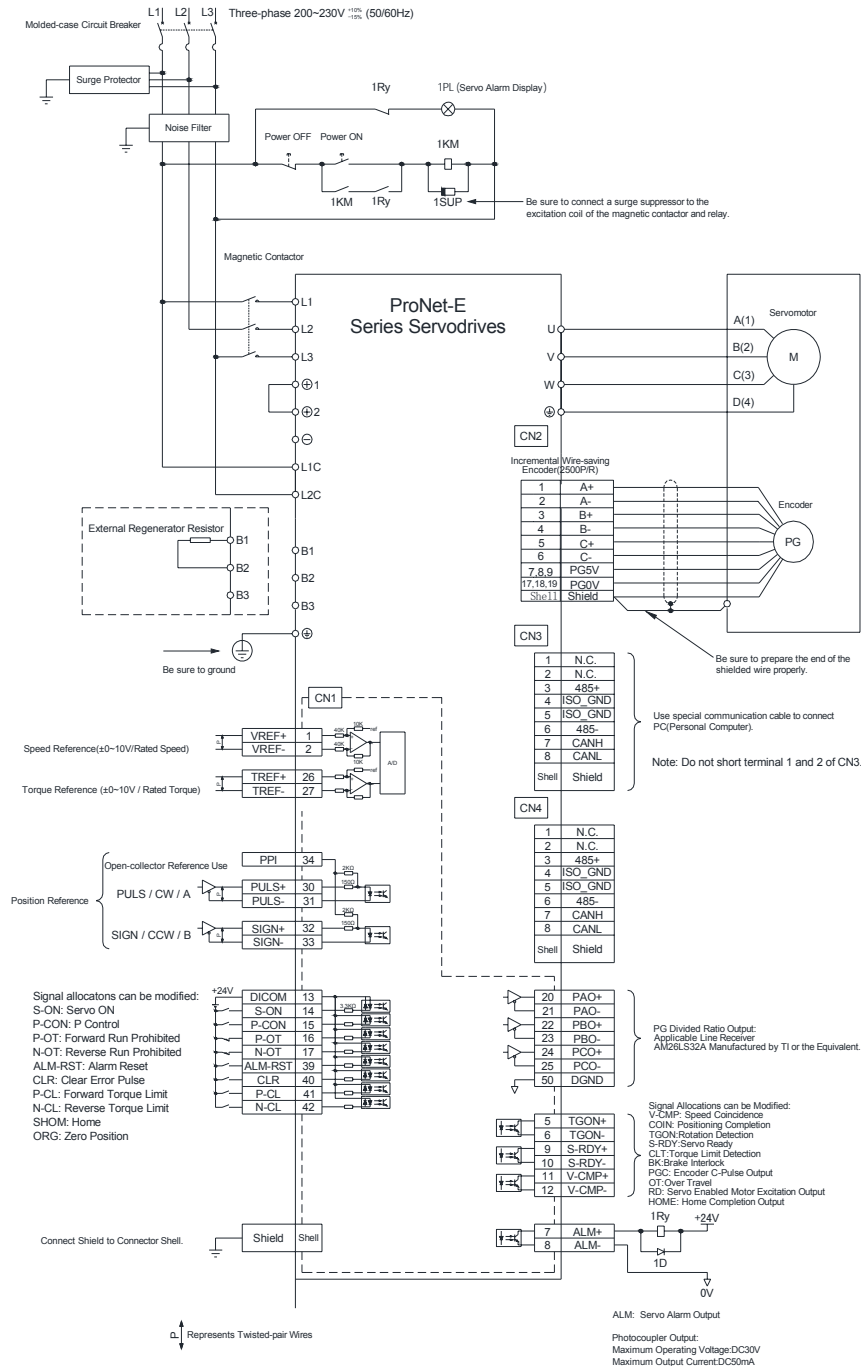 L1 L2 L3 Three-phase 200~230V +10% -15% (50/60Hz)
Molded-case Circuit Breaker
Surge Protector
Noise Filter
1Ry 1PL (Servo Alarm Display)
Power OFF Power ON
1KM
1KM 1Ry 1SUP
Be sure to connect a surge suppressor to the
excitation coil of the magnetic contactor and relay.
Magnetic Contactor
ProNet-E
Series Servodrives
L1
L2
L3
⊕1
⊕2
⊖
L1C
L2C
B1
B2
B3
External Regenerator Resistor
B1
B2
B3
Be sure to ground
U
V
W
A(1)
B(2)
C(3)
D(4)
Servomotor
M
CN2
Incremental Wire-saving
Encoder(2500P/R)
1 A+
2 A-
3 B+
4 B-
5 C+
6 C-
7,8,9 PG5V
17,18,19 PG0V
Shell Shield
Encoder
PG
Be sure to prepare the end of the
shielded wire properly.
CN3
1 N.C.
2 N.C.
3 485+
4 ISO_GND
5 ISO_GND
6 485-
7 CANH
8 CANL
Shell Shield
Use special communication cable to connect
PC(Personal Computer).
Note: Do not short terminal 1 and 2 of CN3.
CN4
1 N.C.
2 N.C.
3 485+
4 ISO_GND
5 ISO_GND
6 485-
7 CANH
8 CANL
Shell Shield
CN1
Speed Reference(±0~10V/Rated Speed)
P
VREF+ 1
VREF- 2
40K
40K
10K
ref
10K
A/D
Torque Reference (±0~10V / Rated Torque)
P
TREF+ 26
TREF- 27
ref
Position Reference
Open-collector Reference Use
PPI 34
PULS / CW / A
P
PULS+ 30
PULS- 31
2KΩ
150Ω
SIGN / CCW / B
P
SIGN+ 32
SIGN- 33
2KΩ
150Ω
+24V
DICOM 13
S-ON 14
P-CON 15
P-OT 16
N-OT 17
ALM-RST 39
CLR 40
P-CL 41
N-CL 42
3.3KΩ
Signal allocatons can be modified:
S-ON: Servo ON
P-CON: P Control
P-OT: Forward Run Prohibited
N-OT: Reverse Run Prohibited
ALM-RST: Alarm Reset
CLR: Clear Error Pulse
P-CL: Forward Torque Limit
N-CL: Reverse Torque Limit
SHOM: Home
ORG: Zero Position
20 PAO+
21 PAO-
22 PBO+
23 PBO-
24 PCO+
25 PCO-
50 DGND
PG Divided Ratio Output:
Applicable Line Receiver
AM26LS32A Manufactured by TI or the Equivalent.
5 TGON+
6 TGON-
9 S-RDY+
10 S-RDY-
11 V-CMP+
12 V-CMP-
Signal Allocations can be Modified:
V-CMP: Speed Coincidence
COIN: Positioning Completion
TGON:Rotation Detection
S-RDY:Servo Ready
CLT:Torque Limit Detection
BK:Brake Interlock
PGC: Encoder C-Pulse Output
OT:Over Travel
RD: Servo Enabled Motor Excitation Output
HOME: Home Completion Output
Connect Shield to Connector Shell.
Shield Shell
7 ALM+
8 ALM-
1Ry +24V
1D
0V
ALM: Servo Alarm Output
P Represents Twisted-pair Wires
Photocoupler Output:
Maximum Operating Voltage:DC30V
Maximum Output Current:DC50mA